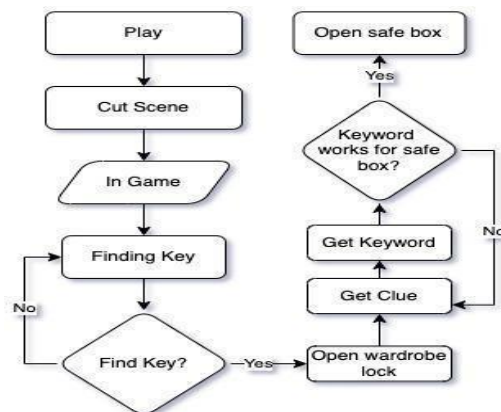 Play
Cut Scene
In Game
Finding Key
No
Find Key?
Yes
Open wardrobe
lock
Get Clue
Get Keyword
Keyword
works for safe
box?
No
Yes
Open safe box